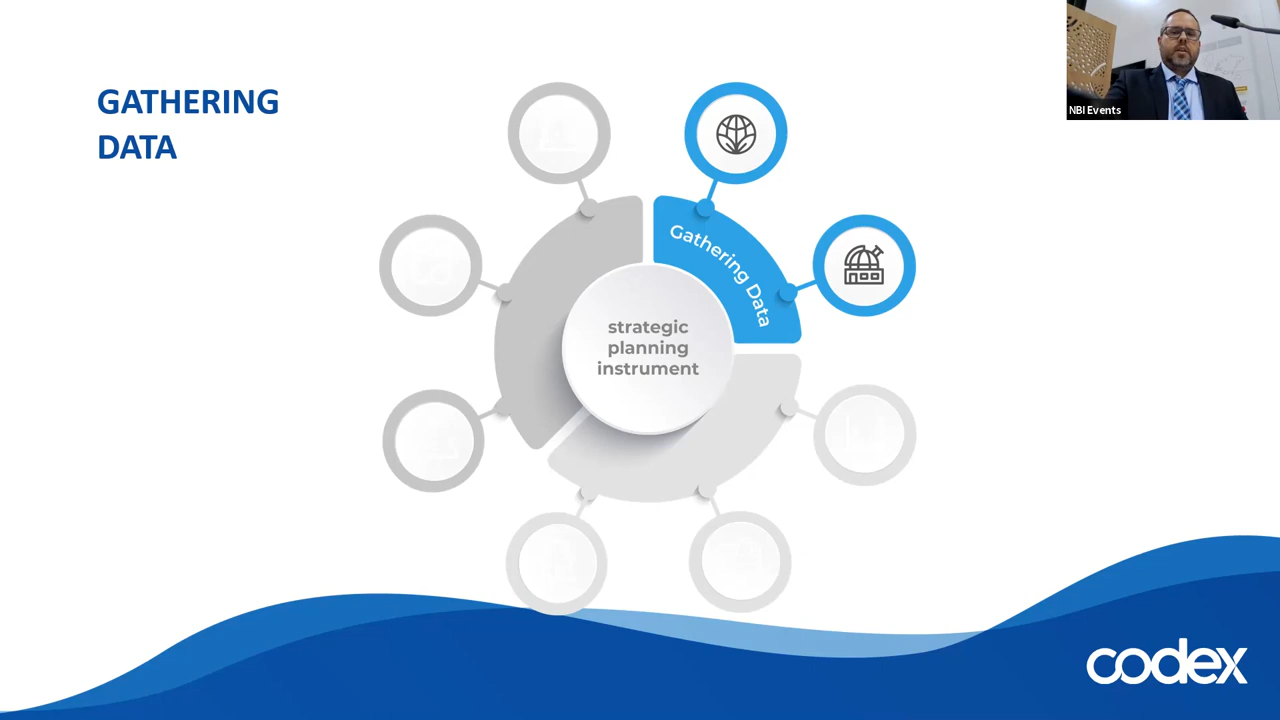 GATHERING
DATA
NBI Events
Gathering Data
strategic
planning
instrument
codex